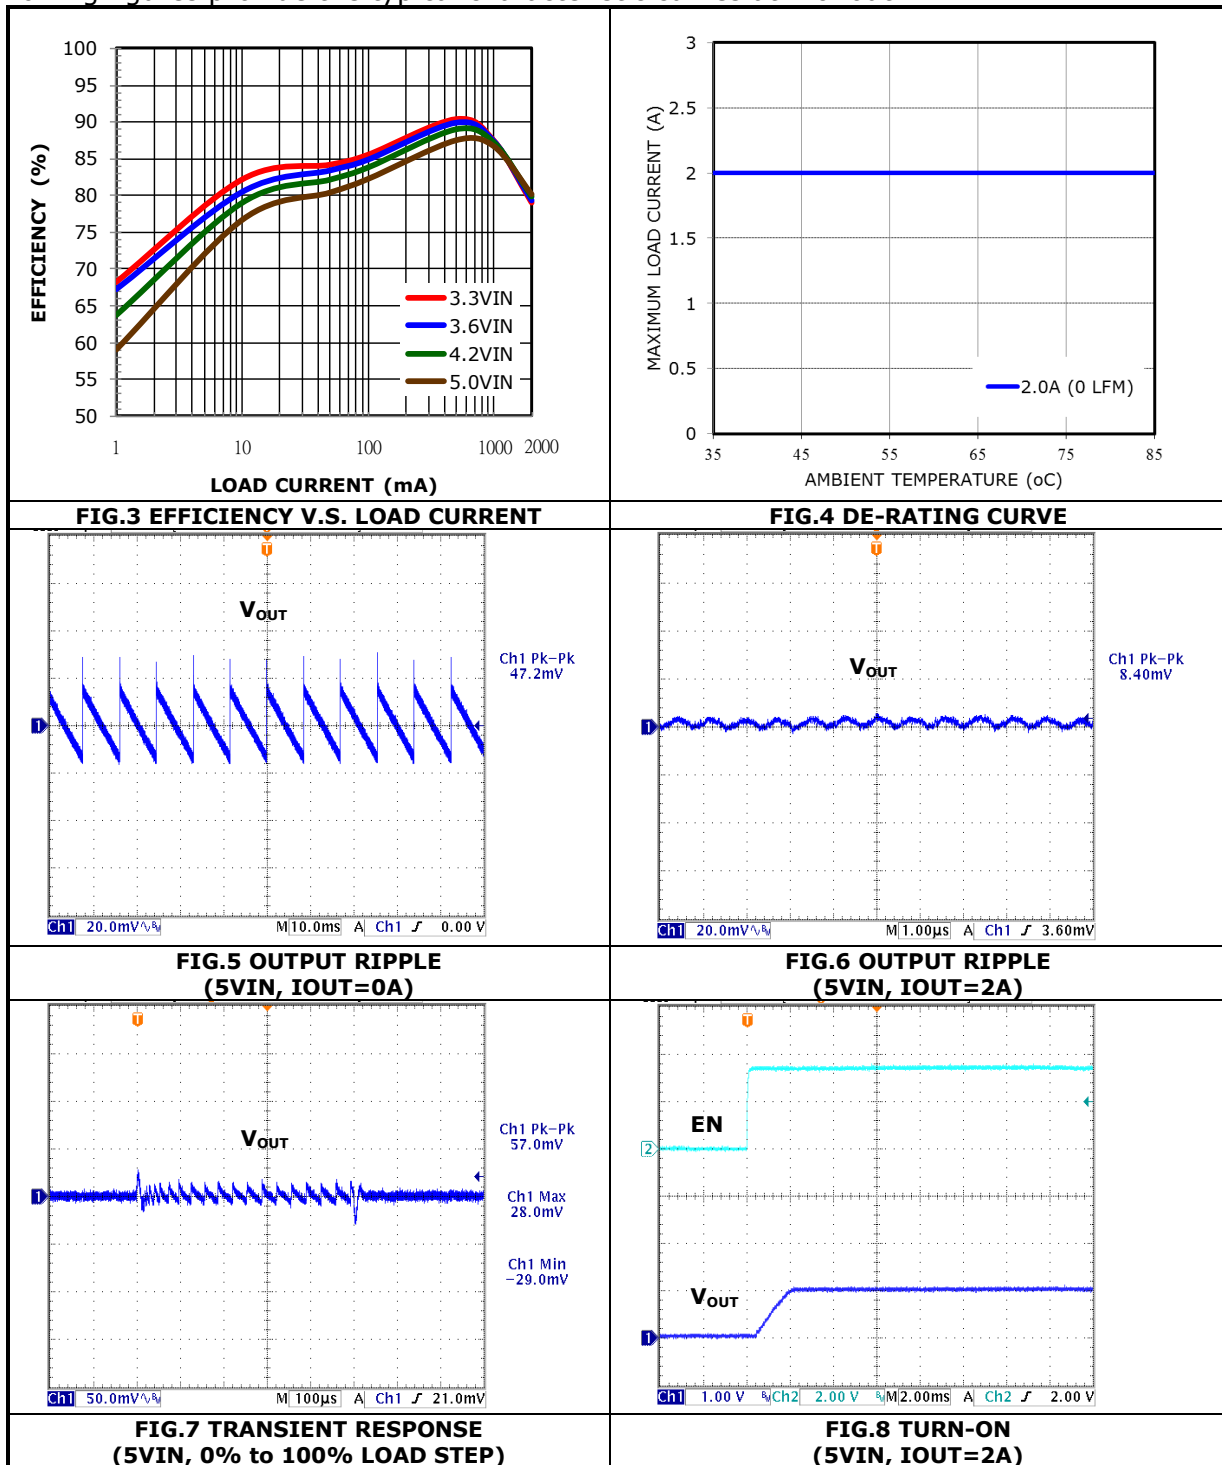 100
95
90
85
80
75
70
65
60
55
50
EFFICIENCY (%)
3.3VIN
3.6VIN
4.2VIN
5.0VIN
1 10 100 1000 2000
LOAD CURRENT (mA)
FIG.3 EFFICIENCY V.S. LOAD CURRENT
3
2.5
2
1.5
1
0.5
0
MAXIMUM LOAD CURRENT (A)
2.0A (0 LFM)
35 45 55 65 75 85
AMBIENT TEMPERATURE (oC)
FIG.4 DE-RATING CURVE
T
VOUT
Ch1 Pk-Pk
47.2mV
1
Ch1 20.0mV M 10.0ms A Ch1 0.00 V
FIG.5 OUTPUT RIPPLE
(5VIN, IOUT=0A)
T
VOUT
Ch1 Pk-Pk
8.40mV
1
Ch1 20.0mV M 1.00µs A Ch1 3.60mV
FIG.6 OUTPUT RIPPLE
(5VIN, IOUT=2A)
T
VOUT
Ch1 Pk-Pk
57.0mV
1
Ch1 Max
28.0mV
Ch1 Min
-29.0mV
Ch1 50.0mV M 100µs A Ch1 21.0mV
FIG.7 TRANSIENT RESPONSE
(5VIN, 0% to 100% LOAD STEP)
T
EN
2
VOUT
1
Ch1 1.00 V Ch2 2.00 V M 2.00ms A Ch2 2.00 V
FIG.8 TURN-ON
(5VIN, IOUT=2A)